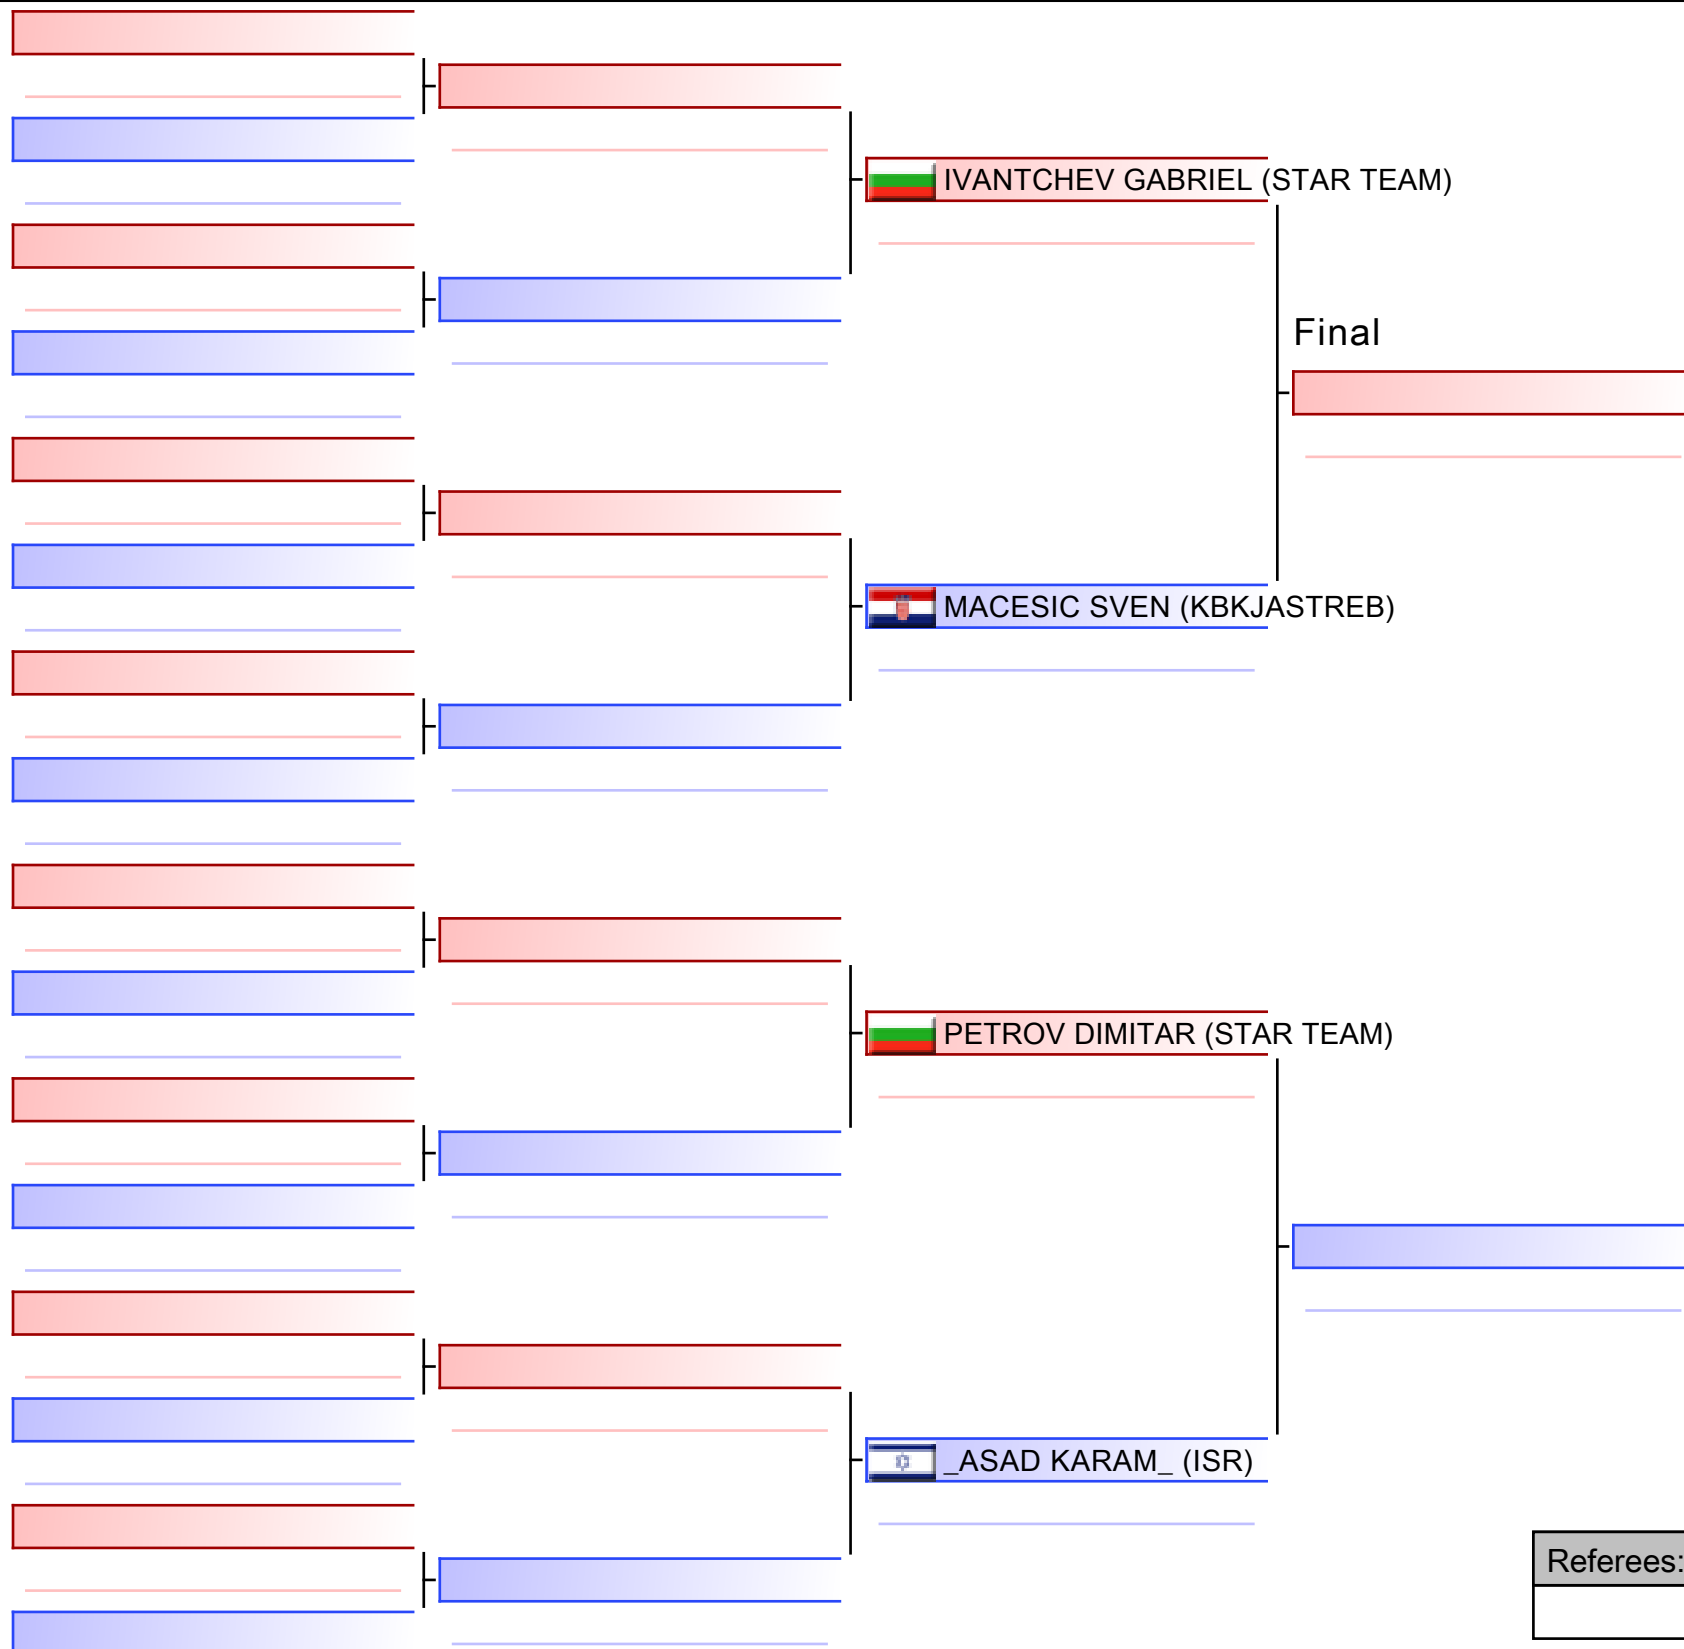 IVANTCHEV GABRIEL (STAR TEAM)
Final
MACESIC SVEN (KBKJASTREB)
PETROV DIMITAR (STAR TEAM)
_ASAD KARAM_ (ISR)
Referees: